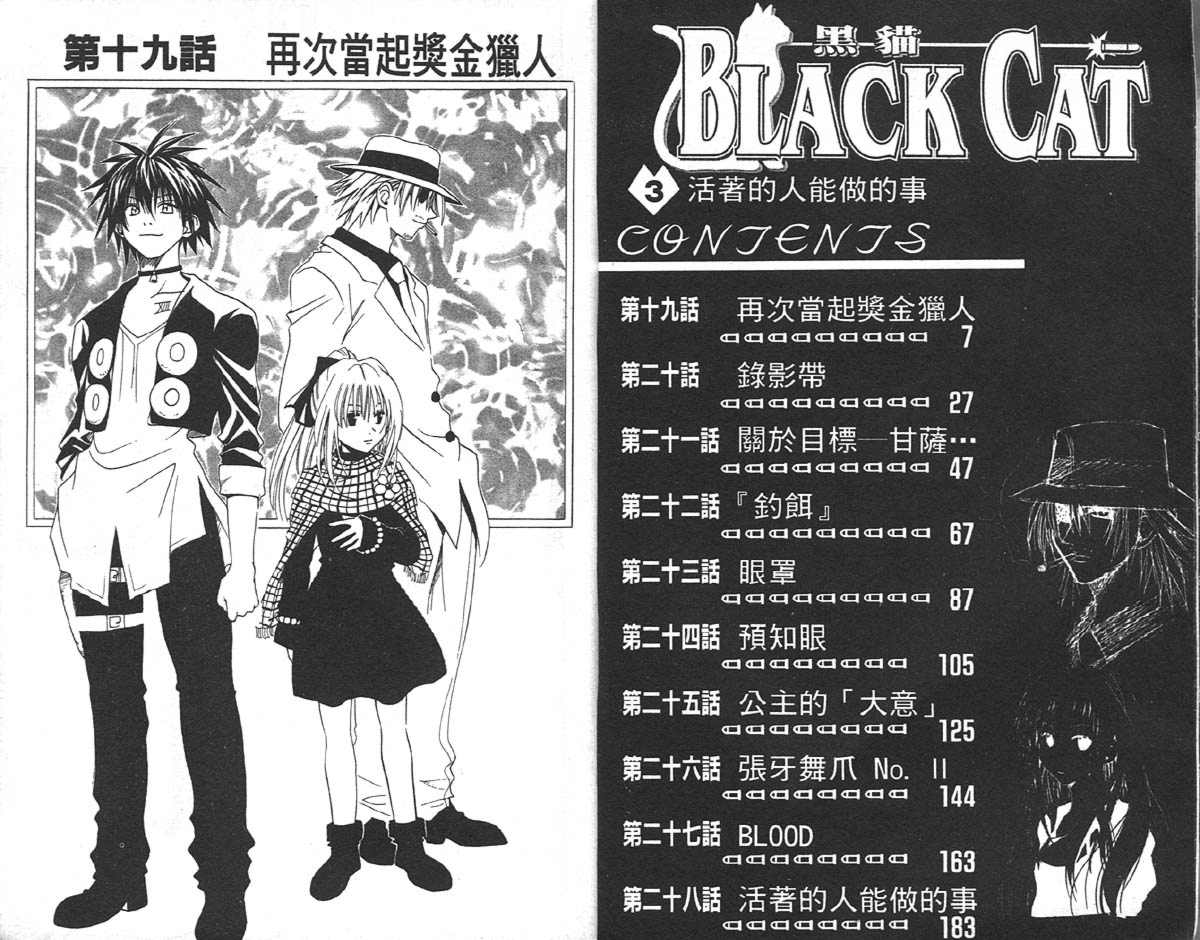 第十九話 再次當起獎金獵人
XIII
黑貓
BLACK CAT
3 活著的人能做的事
CONTENTS
第十九話 再次當起獎金獵人 7
第二十話 錄影帶 27
第二十一話 關於目標—甘薩… 47
第二十二話 『釣餌』 67
第二十三話 眼罩 87
第二十四話 預知眼 105
第二十五話 公主的「大意」 125
第二十六話 張牙舞爪 No. II 144
第二十七話 BLOOD 163
第二十八話 活著的人能做的事 183